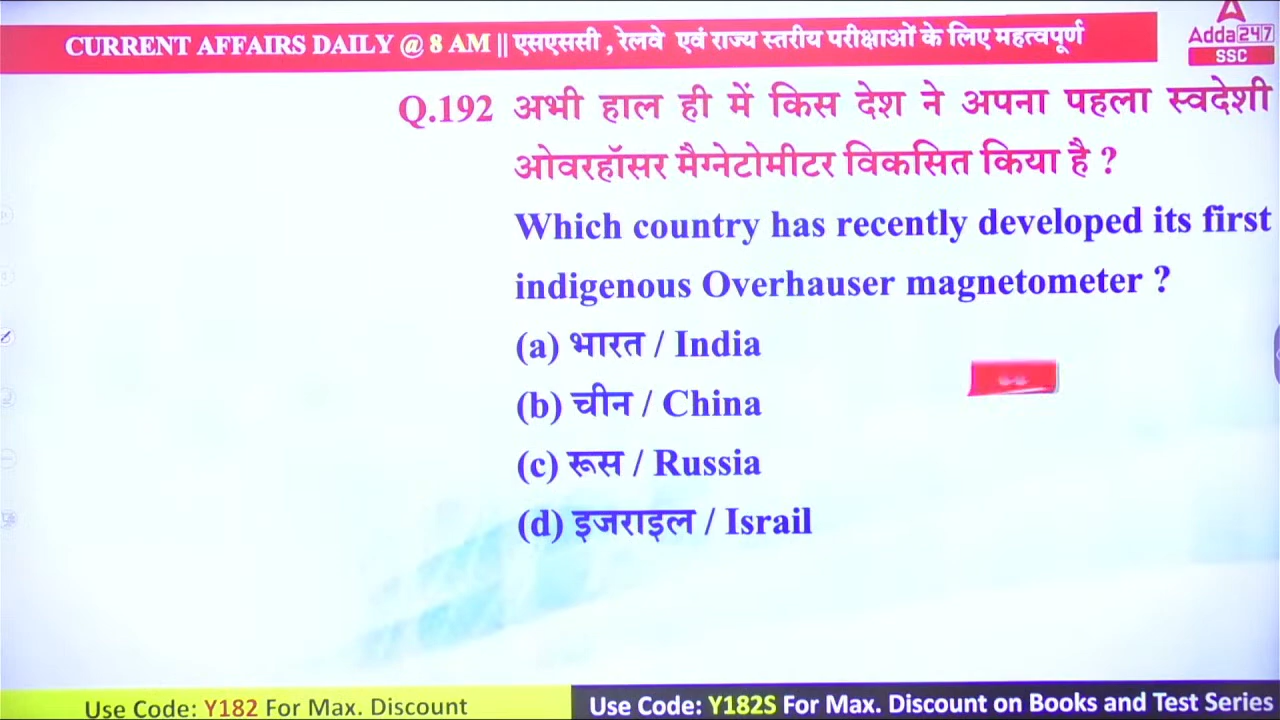 CURRENT AFFAIRS DAILY @ 8 AM || एसएससी , रेलवे एवं राज्य स्तरीय परीक्षाओं के लिए महत्वपूर्ण
Adda247
SSC
Q.192 अभी हाल ही में किस देश ने अपना पहला स्वदेशी
ओवरहॉसर मैग्नेटोमीटर विकसित किया है ?
Which country has recently developed its first
indigenous Overhauser magnetometer ?
(a) भारत / India
(b) चीन / China
(c) रूस / Russia
(d) इजराइल / Israil
Use Code: Y182 For Max. Discount
Use Code: Y182S For Max. Discount on Books and Test Series